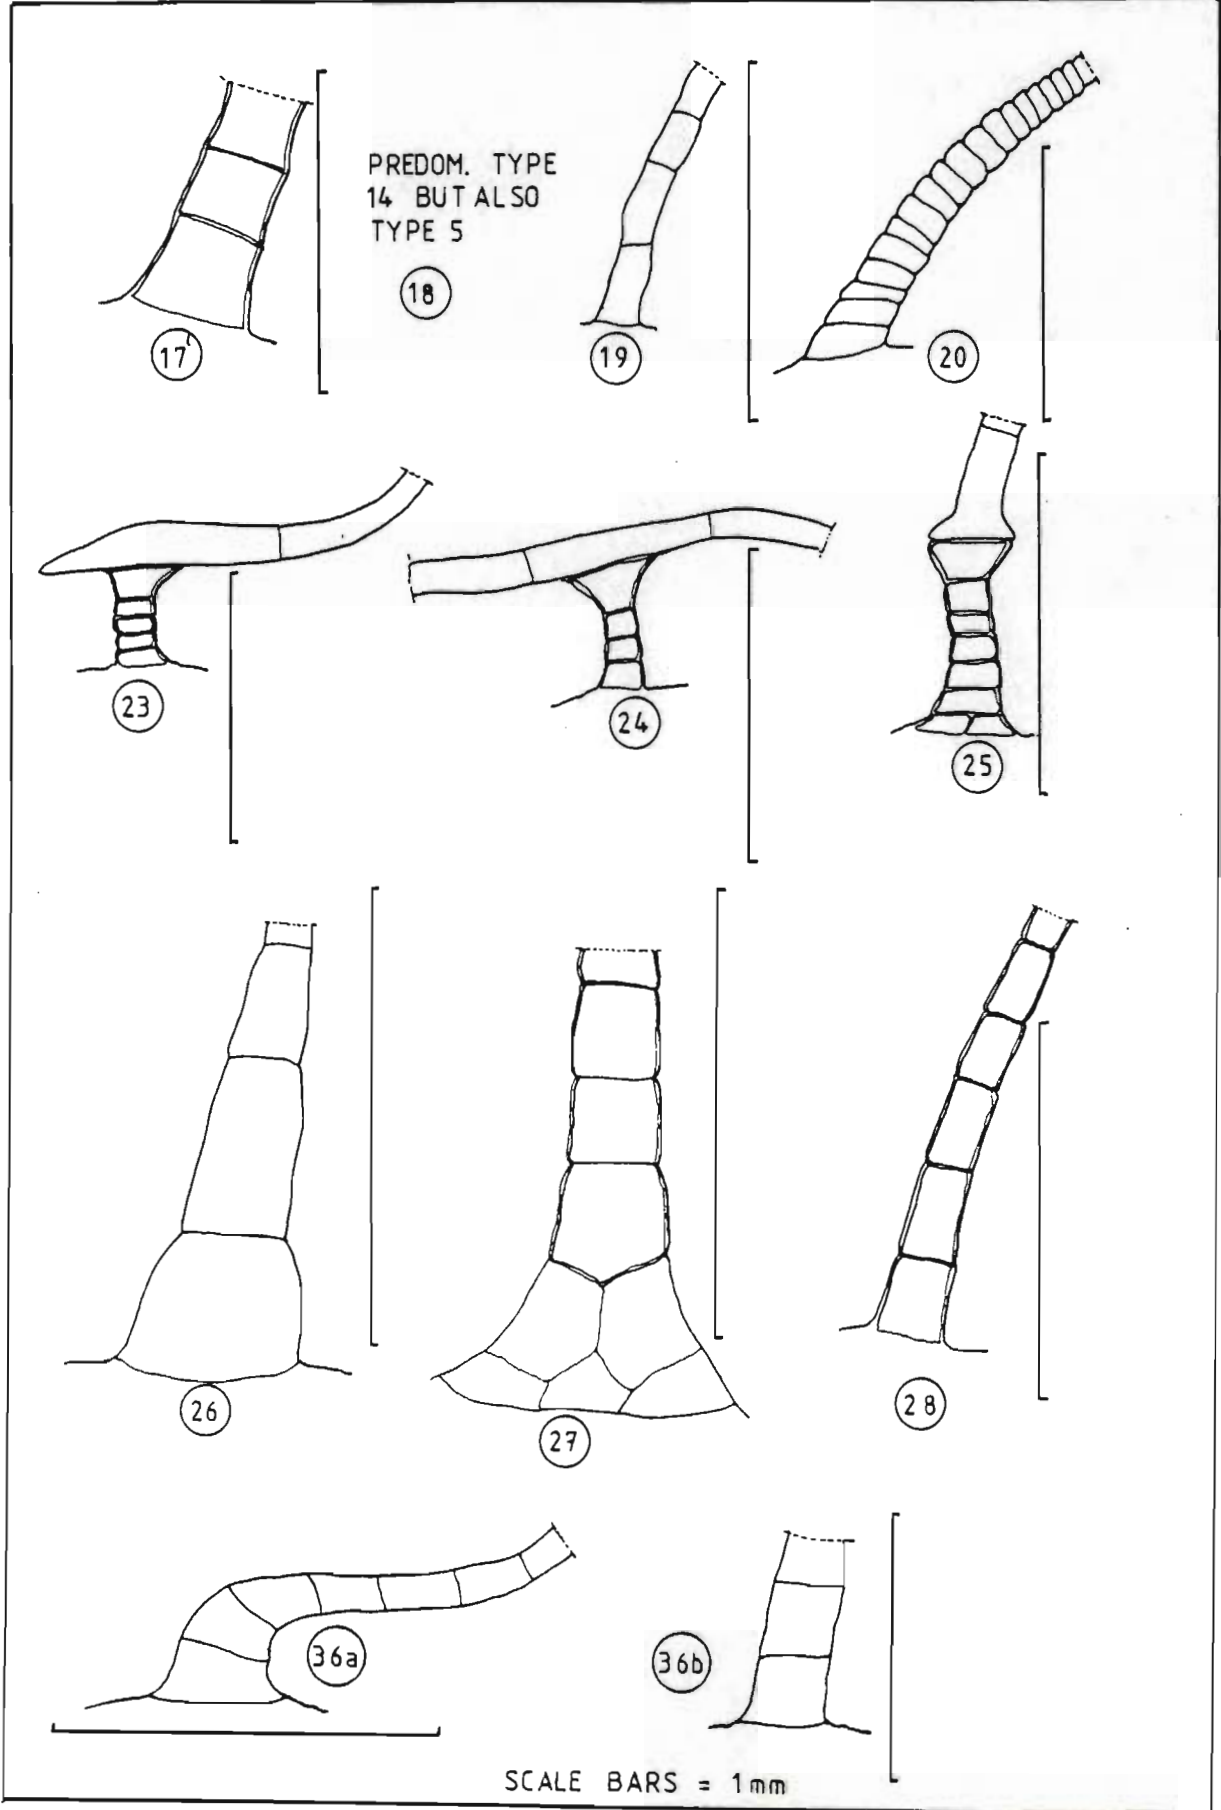 PREDOM. TYPE
14 BUT ALSO
TYPE 5
18
17
19
20
23
24
25
26
27
28
36a
36b
SCALE BARS = 1mm